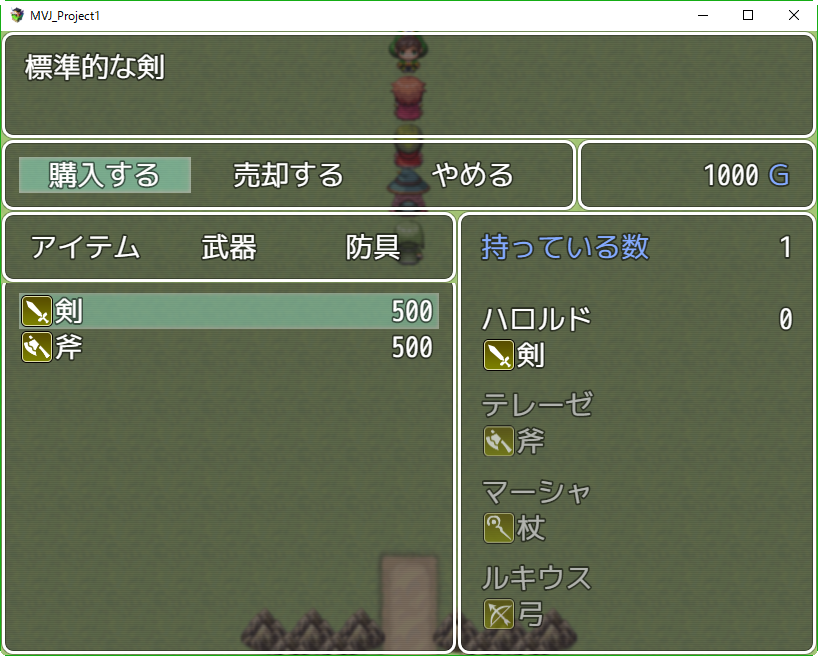 MVJ_Project1
標準的な剣
購入する 売却する やめる 1000 G
アイテム 武器 防具
剣 500
斧 500
持っている数 1
ハロルド 0
剣
テレーゼ
斧
マーシャ
杖
ルキウス
弓